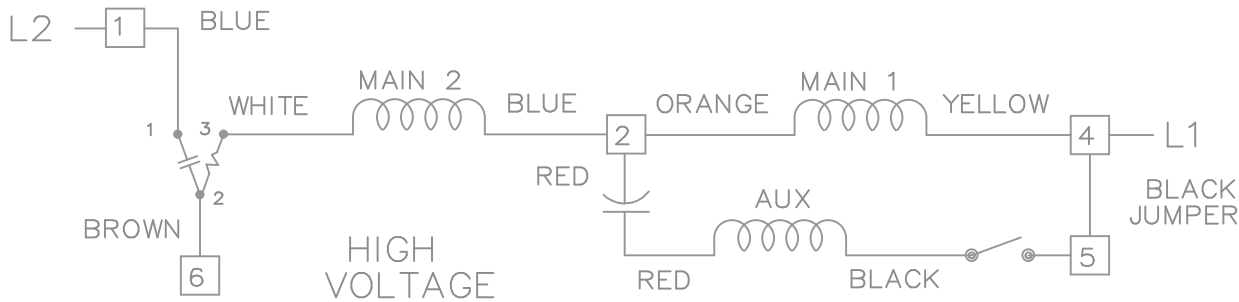 L2
1
BLUE
MAIN 2
MAIN 1
WHITE
BLUE
ORANGE
YELLOW
1
3
2
4
L1
2
RED
AUX
BLACK
JUMPER
BROWN
6
HIGH
VOLTAGE
RED
BLACK
5